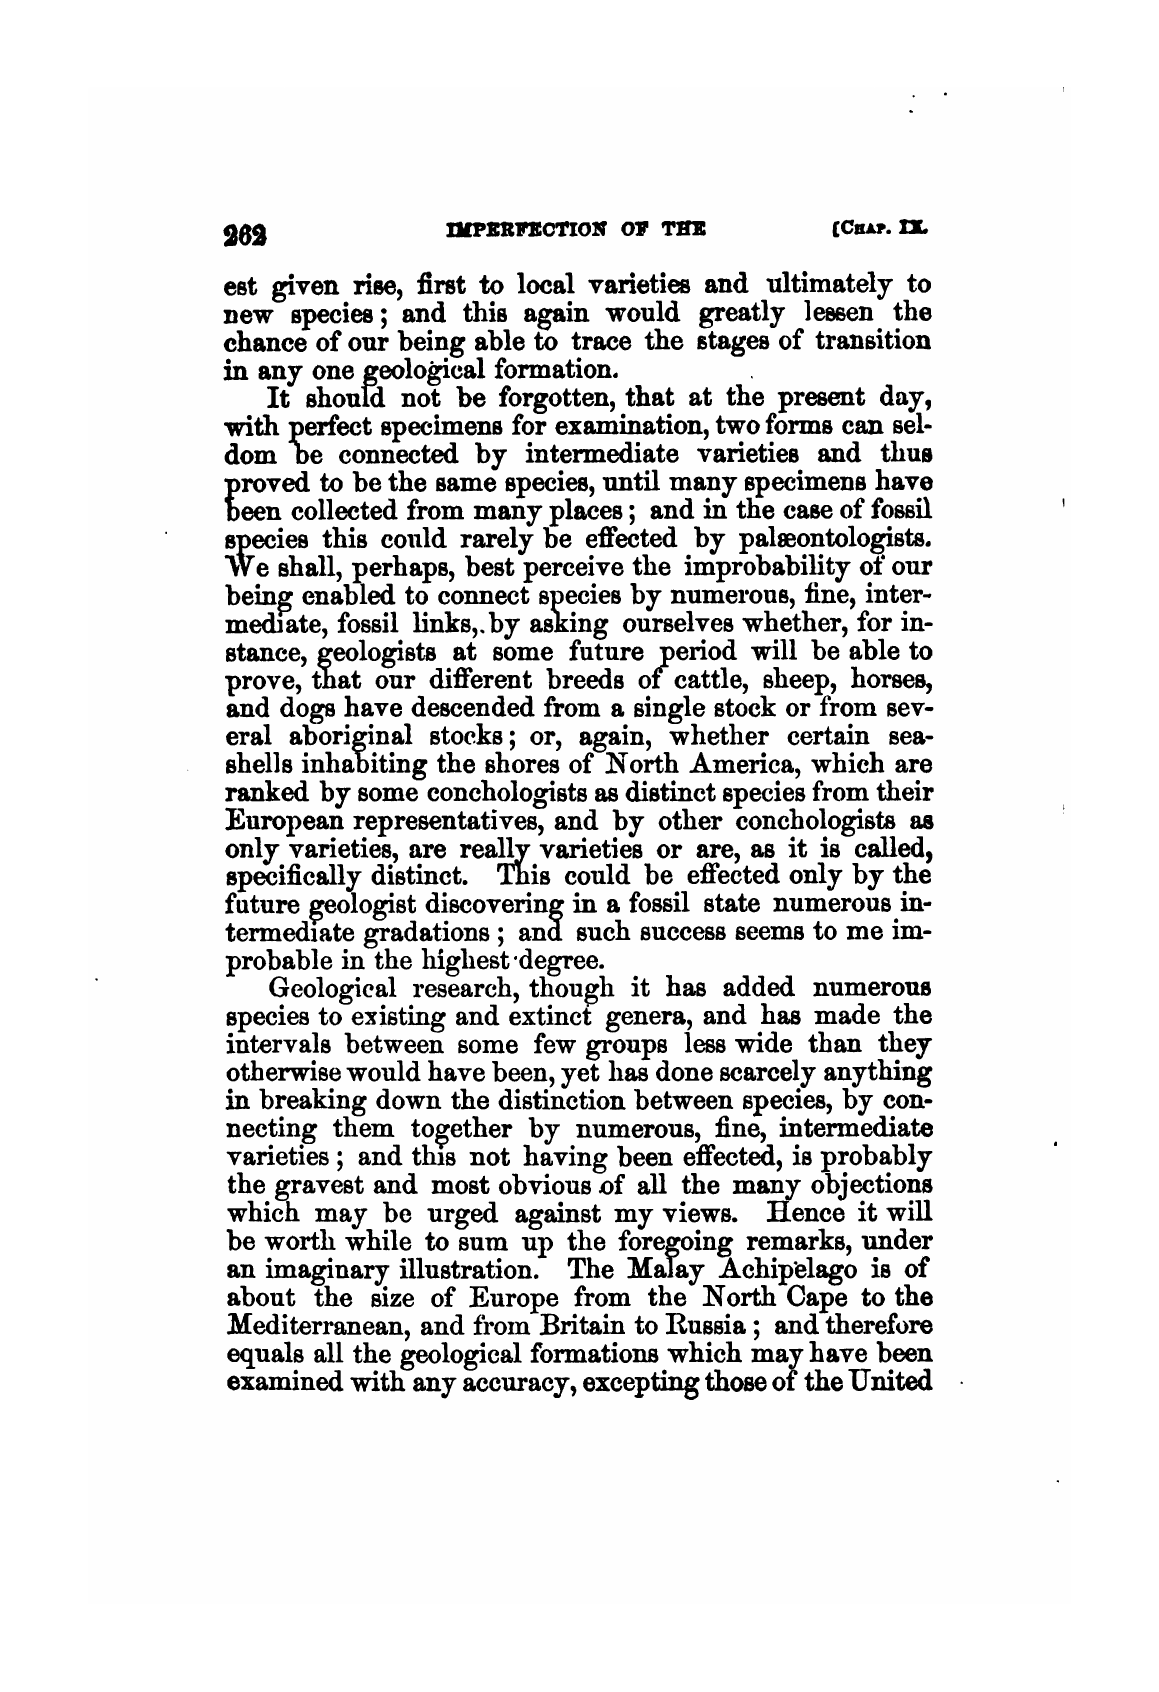 262 IMPERFECTION OF THE [CHAP. IX.
est given rise, first to local varieties and ultimately to
new species; and this again would greatly lessen the
chance of our being able to trace the stages of transition
in any one geological formation.
It should not be forgotten, that at the present day,
with perfect specimens for examination, two forms can sel-
dom be connected by intermediate varieties and thus
proved to be the same species, until many specimens have
been collected from many places; and in the case of fossil
species this could rarely be effected by palæontologists.
We shall, perhaps, best perceive the improbability of our
being enabled to connect species by numerous, fine, inter-
mediate, fossil links, by asking ourselves whether, for in-
stance, geologists at some future period will be able to
prove, that our different breeds of cattle, sheep, horses,
and dogs have descended from a single stock or from sev-
eral aboriginal stocks; or, again, whether certain sea-
shells inhabiting the shores of North America, which are
ranked by some conchologists as distinct species from their
European representatives, and by other conchologists as
only varieties, are really varieties or are, as it is called,
specifically distinct. This could be effected only by the
future geologist discovering in a fossil state numerous in-
termediate gradations; and such success seems to me im-
probable in the highest degree.
Geological research, though it has added numerous
species to existing and extinct genera, and has made the
intervals between some few groups less wide than they
otherwise would have been, yet has done scarcely anything
in breaking down the distinction between species, by con-
necting them together by numerous, fine, intermediate
varieties; and this not having been effected, is probably
the gravest and most obvious of all the many objections
which may be urged against my views. Hence it will
be worth while to sum up the foregoing remarks, under
an imaginary illustration. The Malay Achipelago is of
about the size of Europe from the North Cape to the
Mediterranean, and from Britain to Russia; and therefore
equals all the geological formations which may have been
examined with any accuracy, excepting those of the United